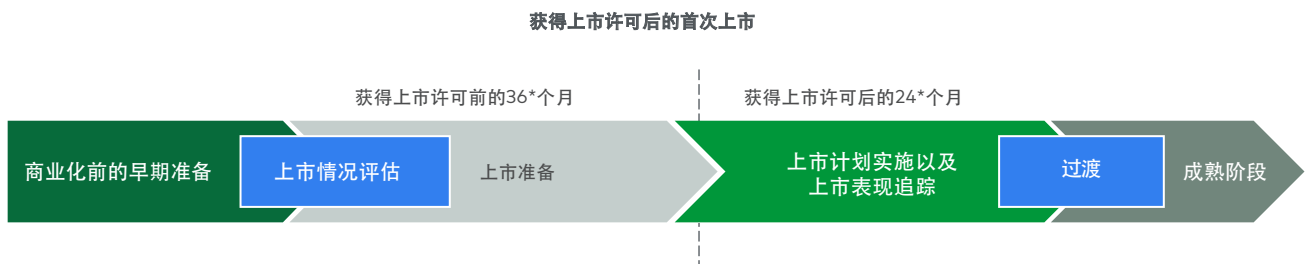 获得上市许可后的首次上市
获得上市许可前的36*个月
获得上市许可后的24*个月
商业化前的早期准备
上市情况评估
上市准备
上市计划实施以及
上市表现追踪
过渡
成熟阶段